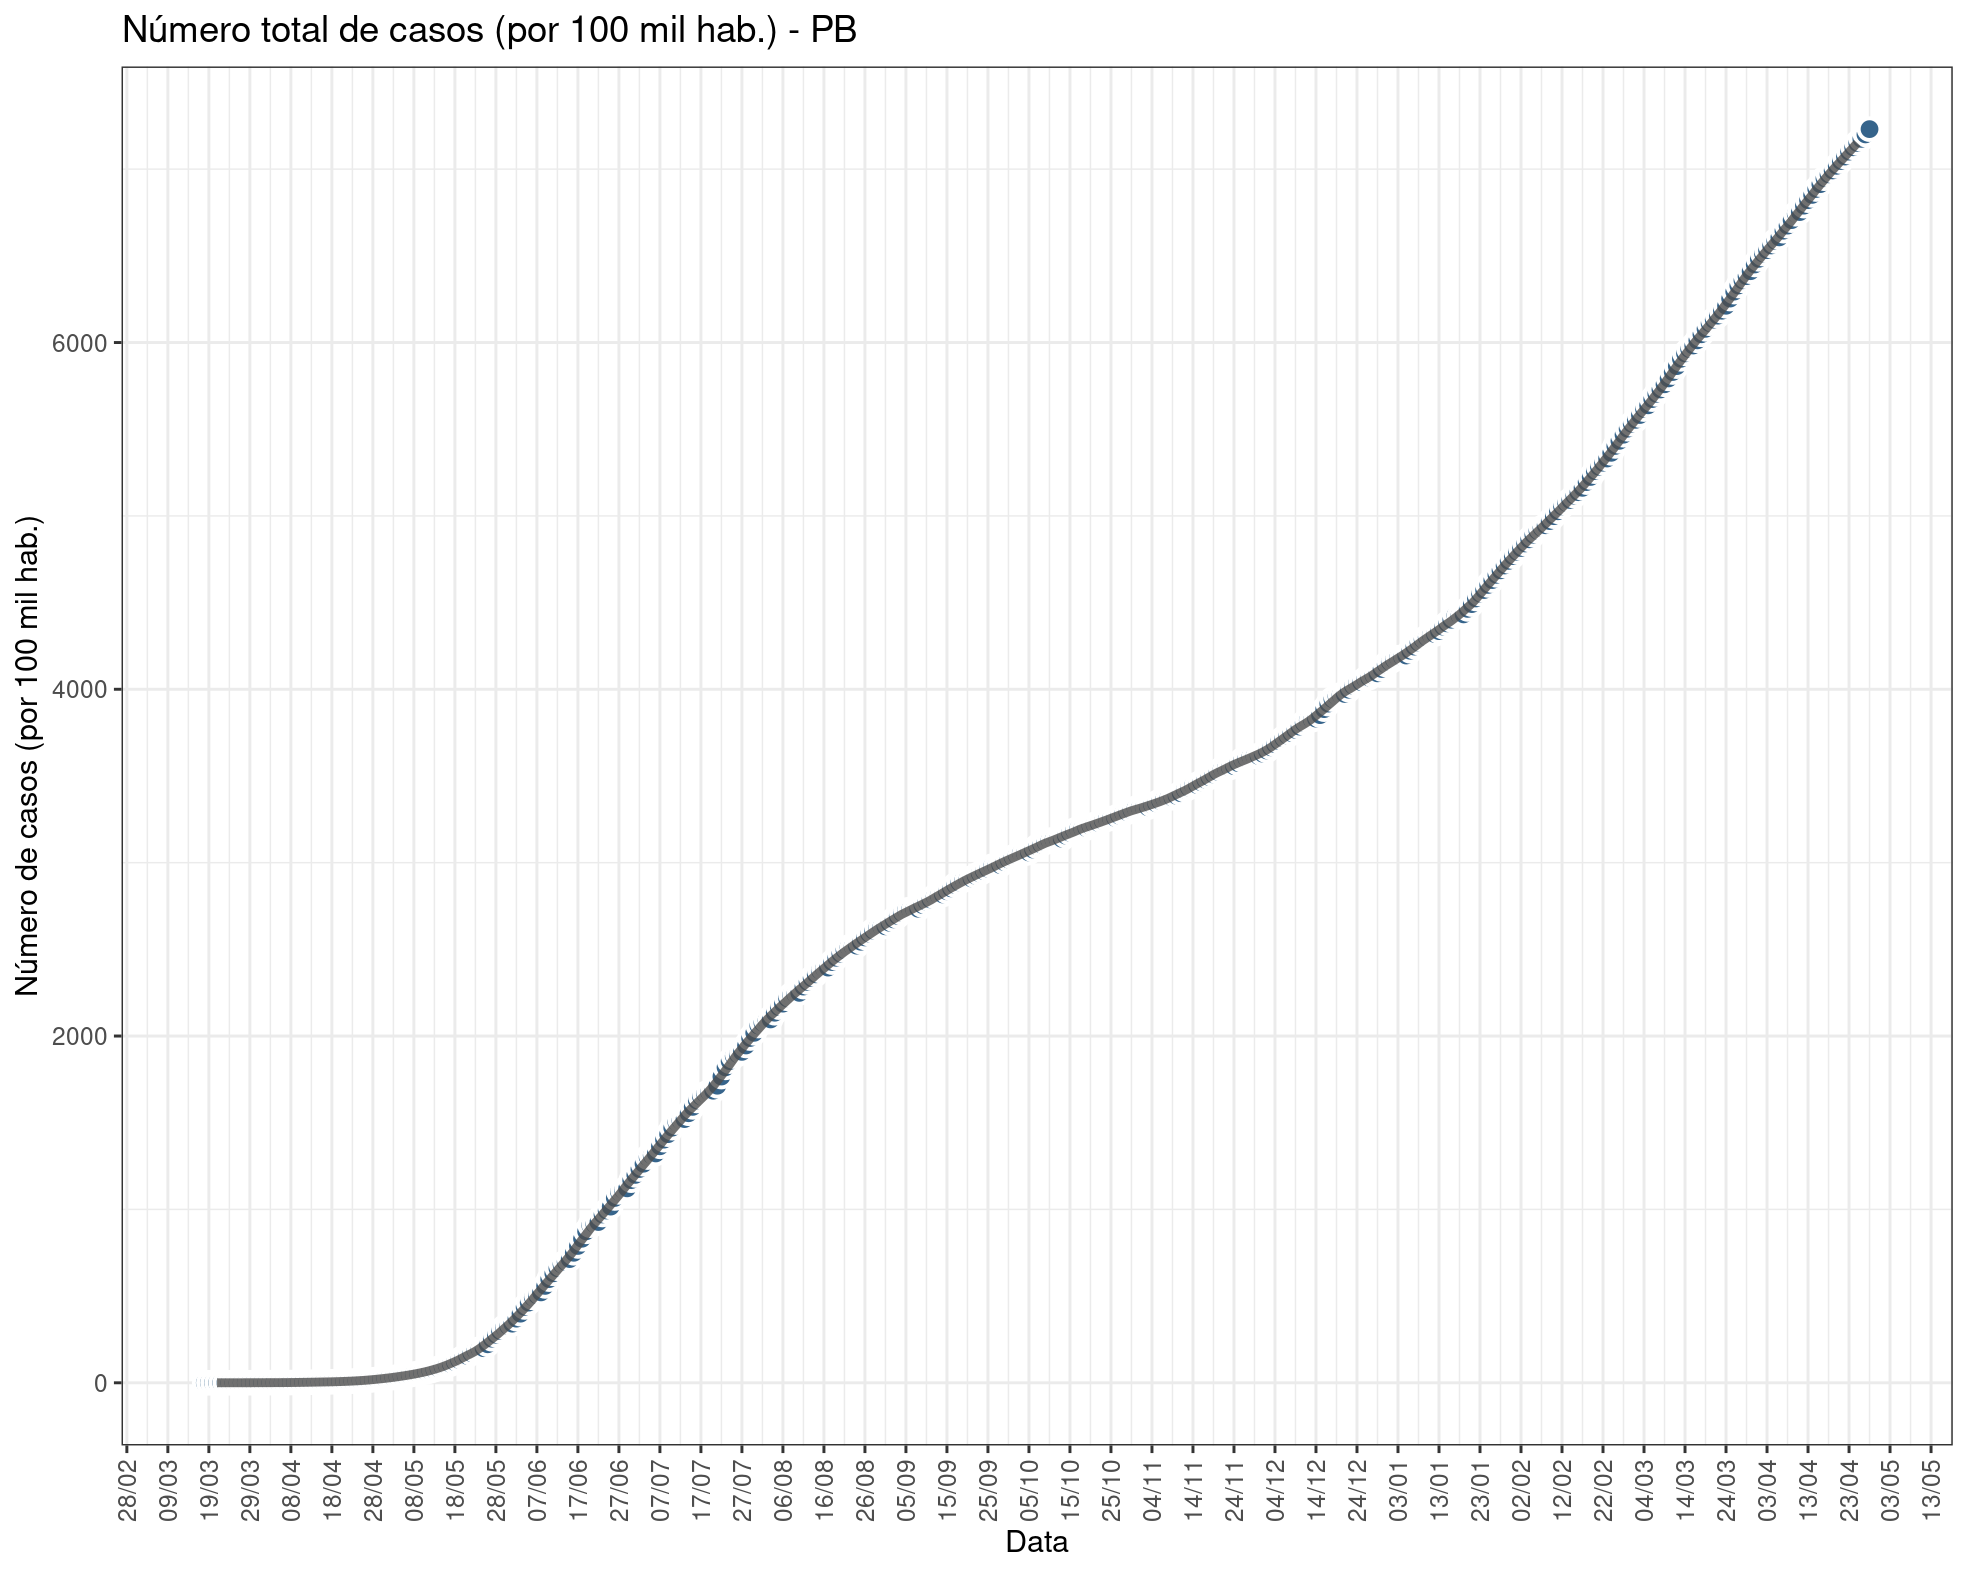 Número total de casos (por 100 mil hab.) - PB
Número de casos (por 100 mil hab.)
6000
4000
2000
0
28/02 09/03 19/03 29/03 08/04 18/04 28/04 08/05 18/05 28/05 07/06 17/06 27/06 07/07 17/07 27/07 06/08 16/08 26/08 05/09 15/09 25/09 05/10 15/10 25/10 04/11 14/11 24/11 04/12 14/12 24/12 03/01 13/01 23/01 02/02 12/02 22/02 04/03 14/03 24/03 03/04 13/04 23/04 03/05 13/05
Data